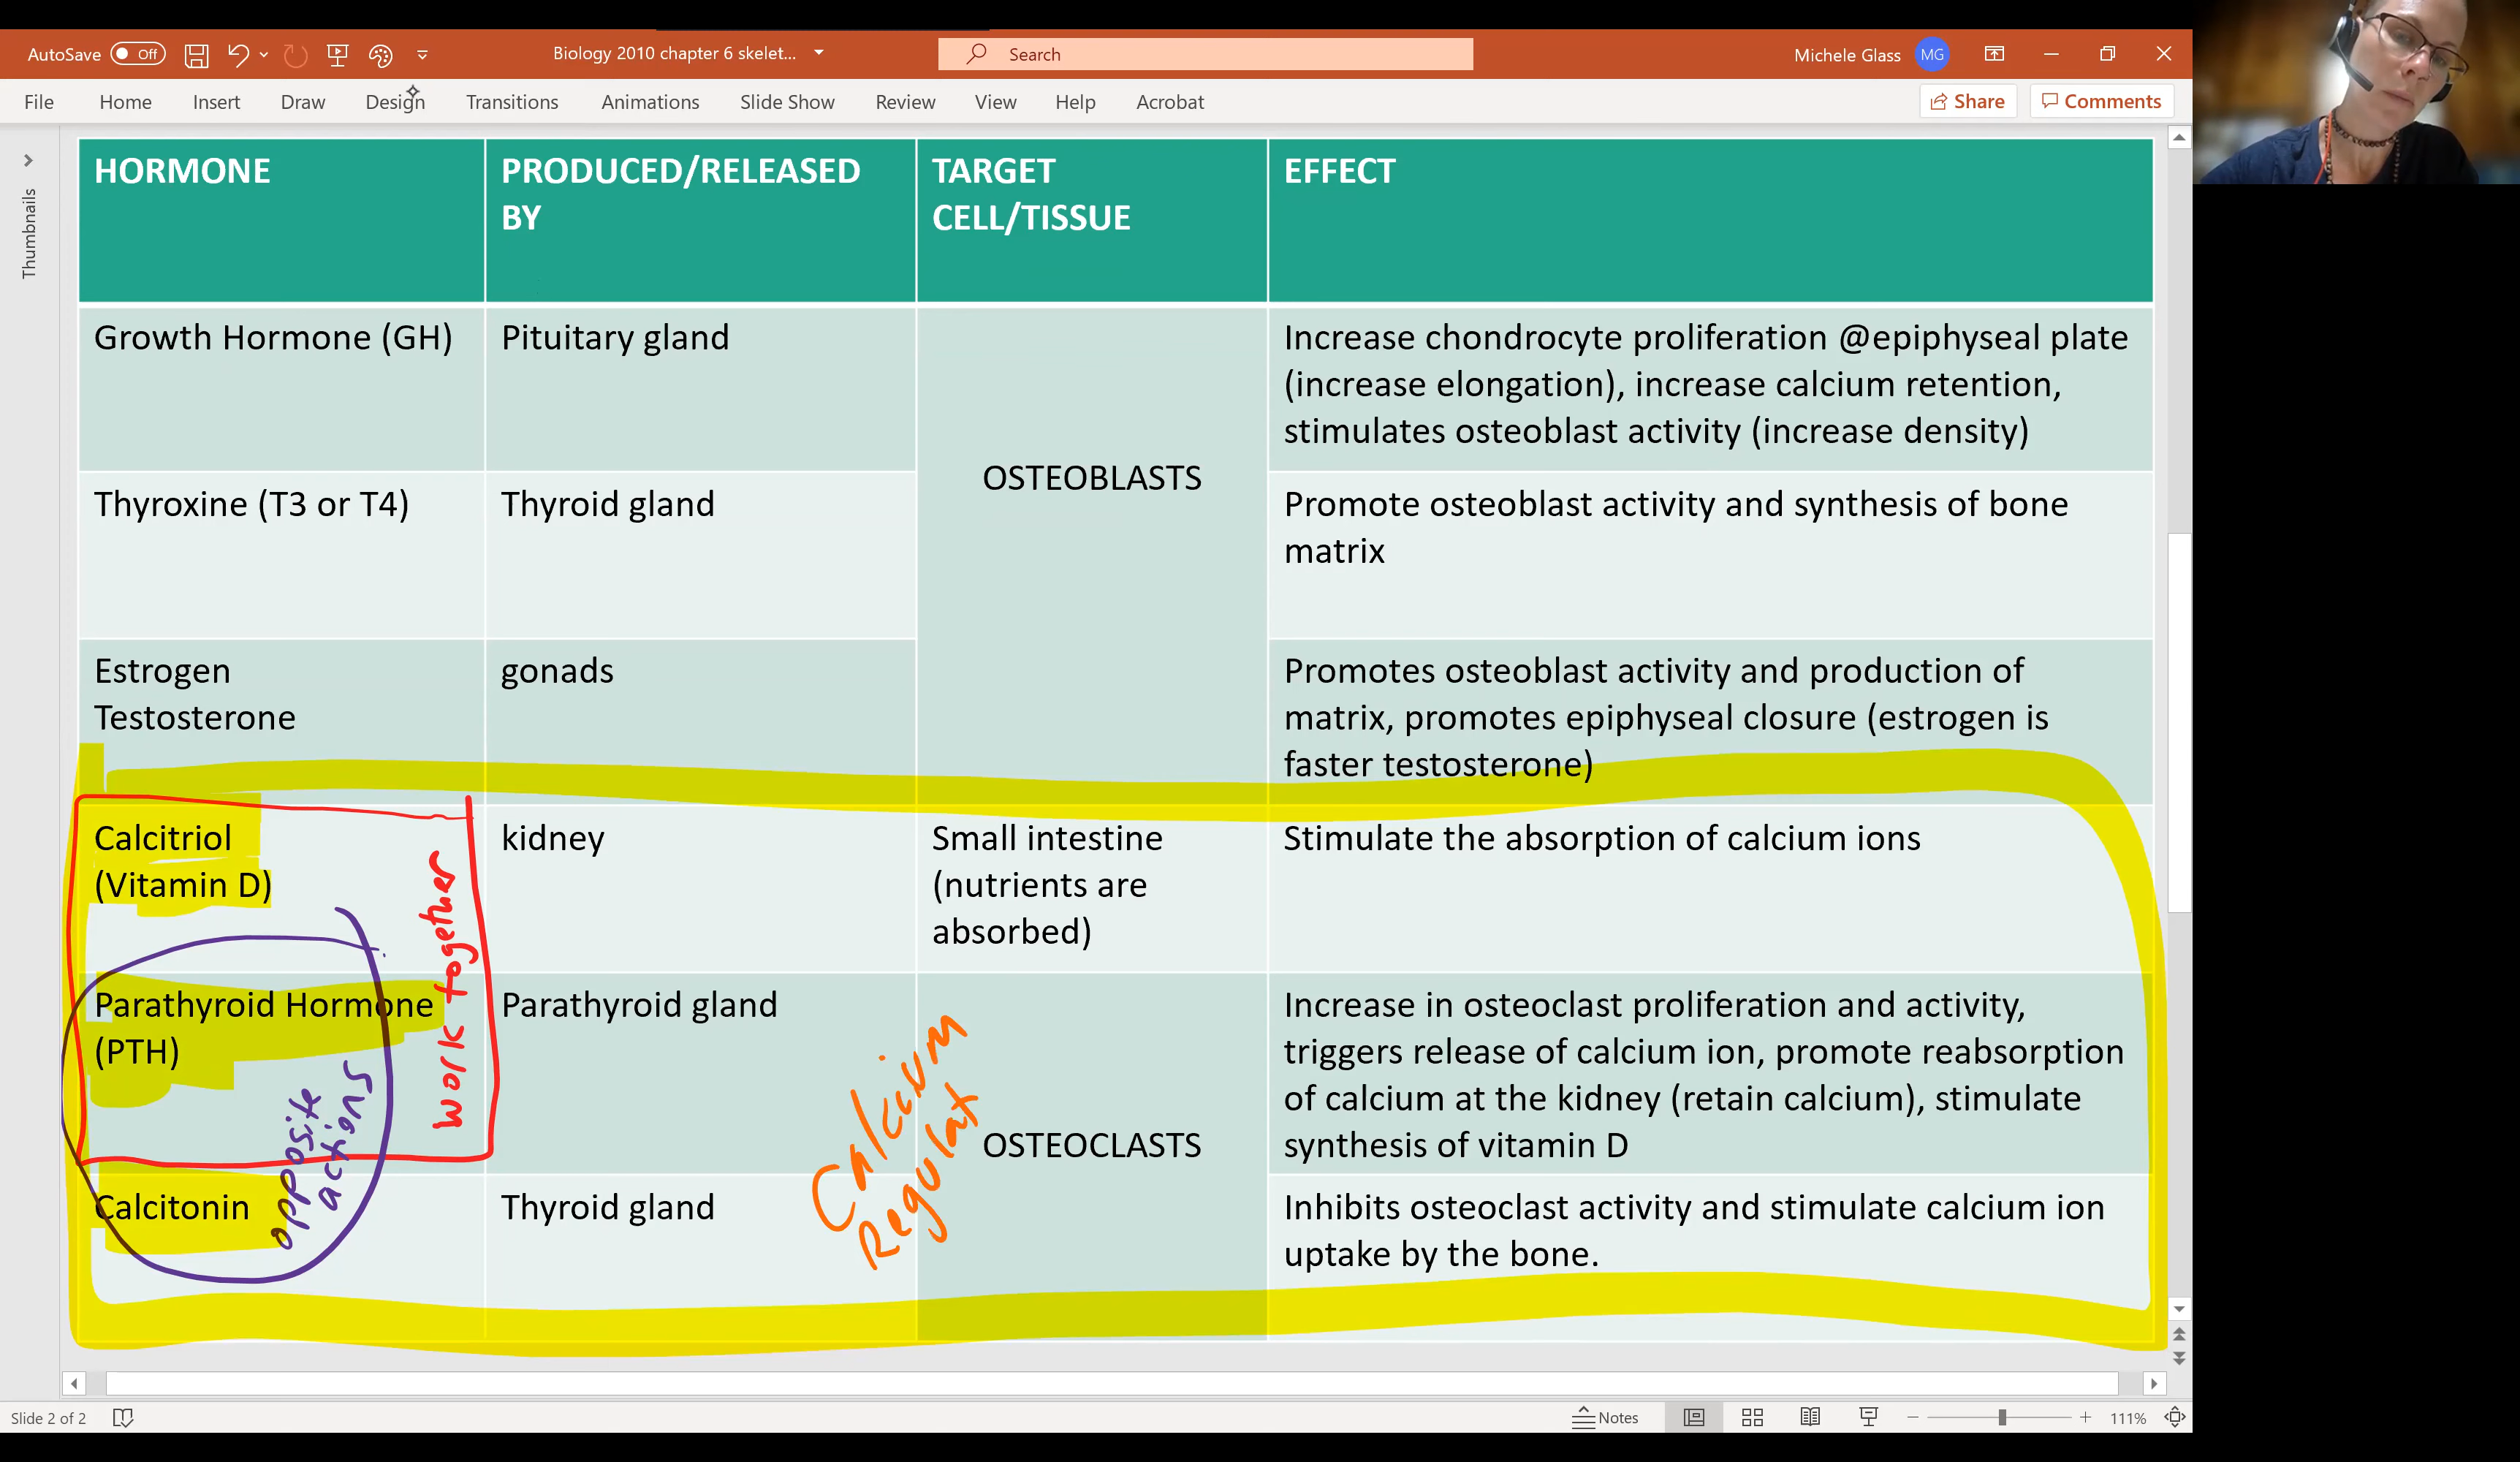 AutoSave Off
Biology 2010 chapter 6 skelet...
Search
Michele Glass MG
File Home Insert Draw Design Transitions Animations Slide Show Review View Help Acrobat
Share Comments
Thumbnails
HORMONE
PRODUCED/RELEASED
BY
TARGET
CELL/TISSUE
EFFECT
Growth Hormone (GH)
Pituitary gland
OSTEOBLASTS
Increase chondrocyte proliferation @epiphyseal plate
(increase elongation), increase calcium retention,
stimulates osteoblast activity (increase density)
Thyroxine (T3 or T4)
Thyroid gland
Promote osteoblast activity and synthesis of bone
matrix
Estrogen
Testosterone
gonads
Promotes osteoblast activity and production of
matrix, promotes epiphyseal closure (estrogen is
faster testosterone)
Calcitriol
(Vitamin D)
kidney
Small intestine
(nutrients are
absorbed)
Stimulate the absorption of calcium ions
work together
Parathyroid Hormone
(PTH)
Parathyroid gland
OSTEOCLASTS
Increase in osteoclast proliferation and activity,
triggers release of calcium ion, promote reabsorption
of calcium at the kidney (retain calcium), stimulate
synthesis of vitamin D
opposite
actions
Calcium
Regulat
Calcitonin
Thyroid gland
Inhibits osteoclast activity and stimulate calcium ion
uptake by the bone.
Slide 2 of 2
Notes
111%